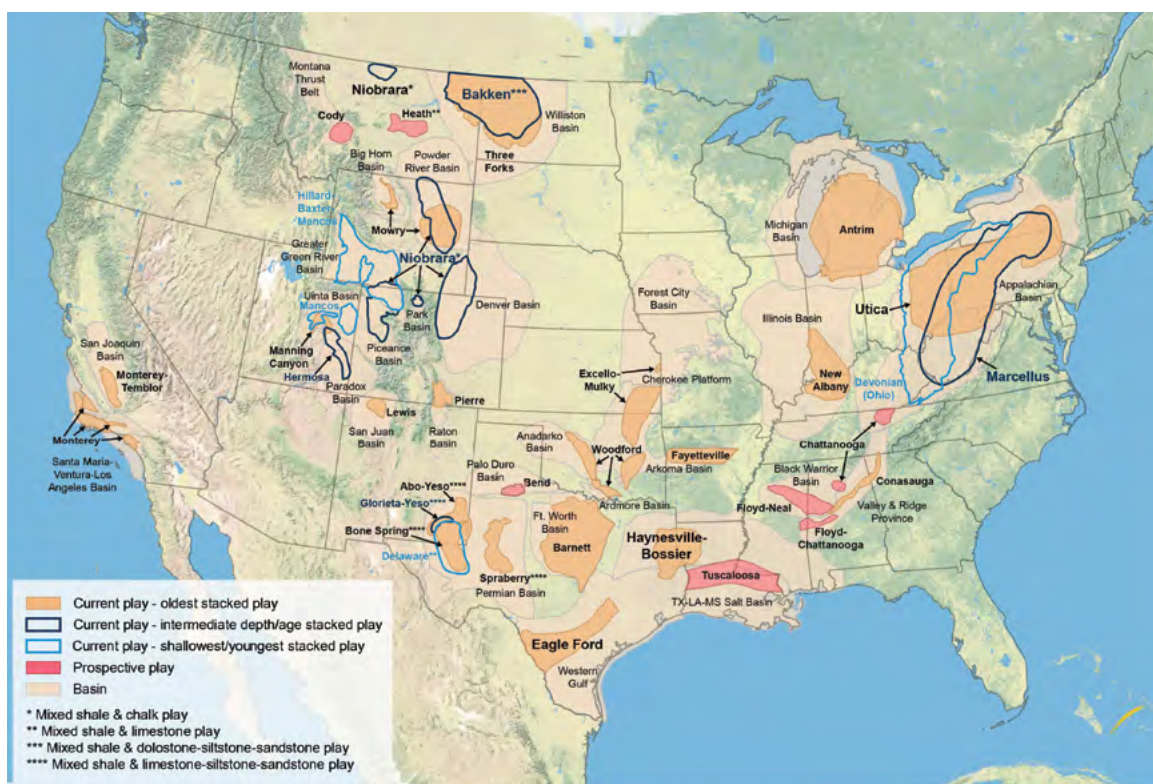 Montana
Thrust
Belt
Niobrara*
Bakken***
Williston
Basin
Cody
Heath**
Big Horn
Basin
Powder
River Basin
Three
Forks
Hillard-
Baxter-
Mancos
Mowry
Michigan
Basin
Antrim
Greater
Green River
Basin
Niobrara*
Forest City
Basin
Appalachian
Basin
Uinta Basin
Mancos
Park
Basin
Denver Basin
Illinois Basin
Utica
San Joaquin
Basin
Monterey-
Temblor
Manning
Canyon
Hermosa
Piceance
Basin
Excello-
Mulky
Cherokee Platform
New
Albany
Devonian
(Ohio)
Marcellus
Paradox
Basin
Lewis
Pierre
Monterey
San Juan
Basin
Raton
Basin
Anadarko
Basin
Woodford
Fayetteville
Arkoma Basin
Chattanooga
Santa Maria-
Ventura-Los
Angeles Basin
Palo Duro
Basin
Bend
Black Warrior
Basin
Conasauga
Abo-Yeso****
Glorieta-Yeso****
Ardmore Basin
Floyd-Neal
Valley & Ridge
Province
Bone Spring****
Ft. Worth
Basin
Barnett
Haynesville-
Bossier
Floyd-
Chattanooga
Delaware**
Spraberry****
Permian Basin
Tuscaloosa
TX-LA-MS Salt Basin
Eagle Ford
Western
Gulf
Current play - oldest stacked play
Current play - intermediate depth/age stacked play
Current play - shallowest/youngest stacked play
Prospective play
Basin
* Mixed shale & chalk play
** Mixed shale & limestone play
*** Mixed shale & dolostone-siltstone-sandstone play
**** Mixed shale & limestone-siltstone-sandstone play